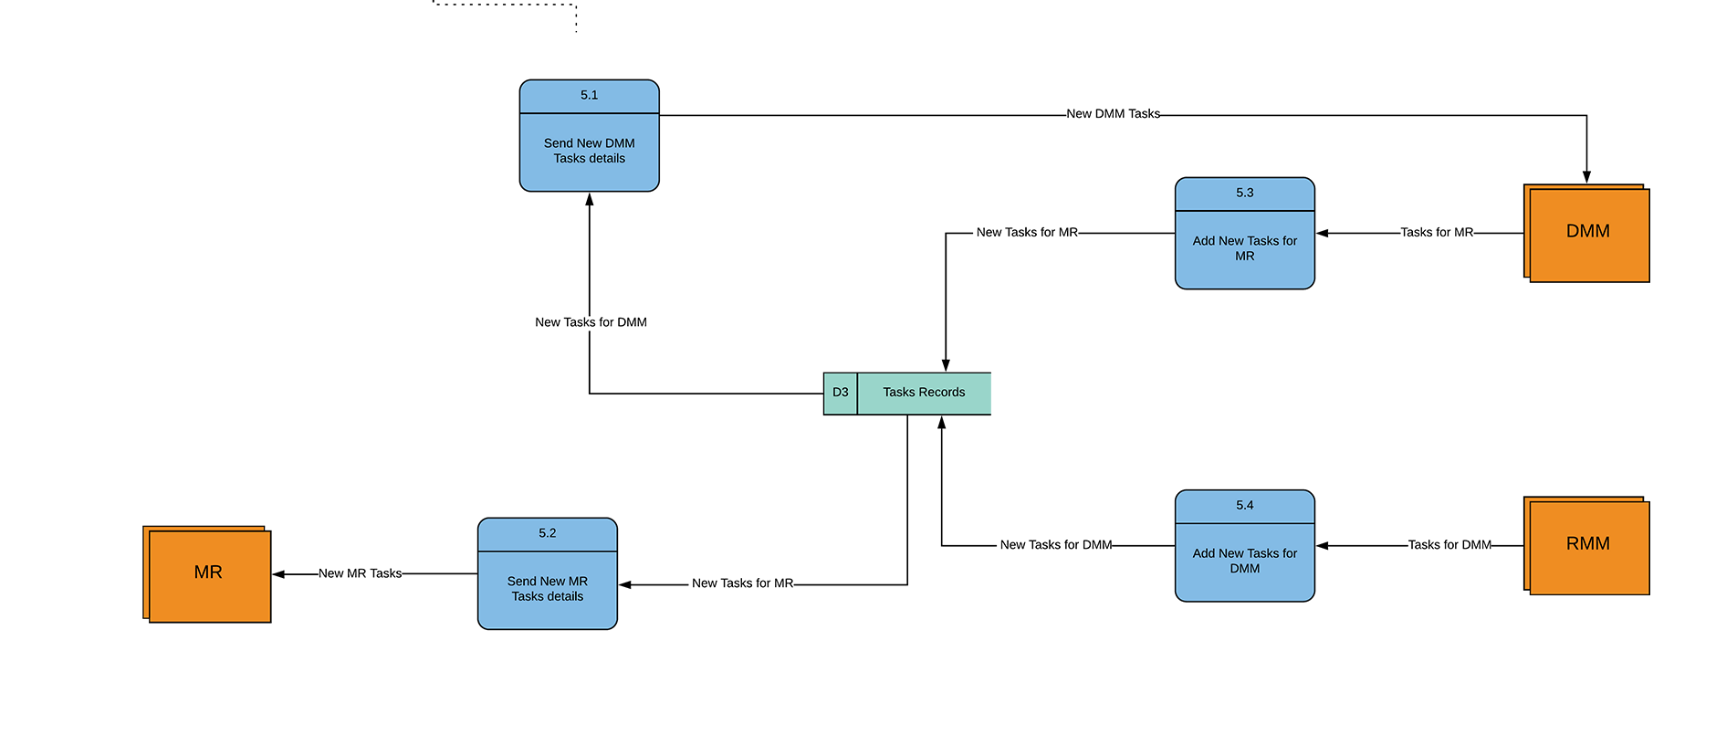 5.1
Send New DMM
Tasks details
New DMM Tasks
5.3
Add New Tasks for
MR
New Tasks for MR
Tasks for MR
DMM
New Tasks for DMM
D3
Tasks Records
5.4
Add New Tasks for
DMM
New Tasks for DMM
Tasks for DMM
RMM
MR
New MR Tasks
5.2
Send New MR
Tasks details
New Tasks for MR